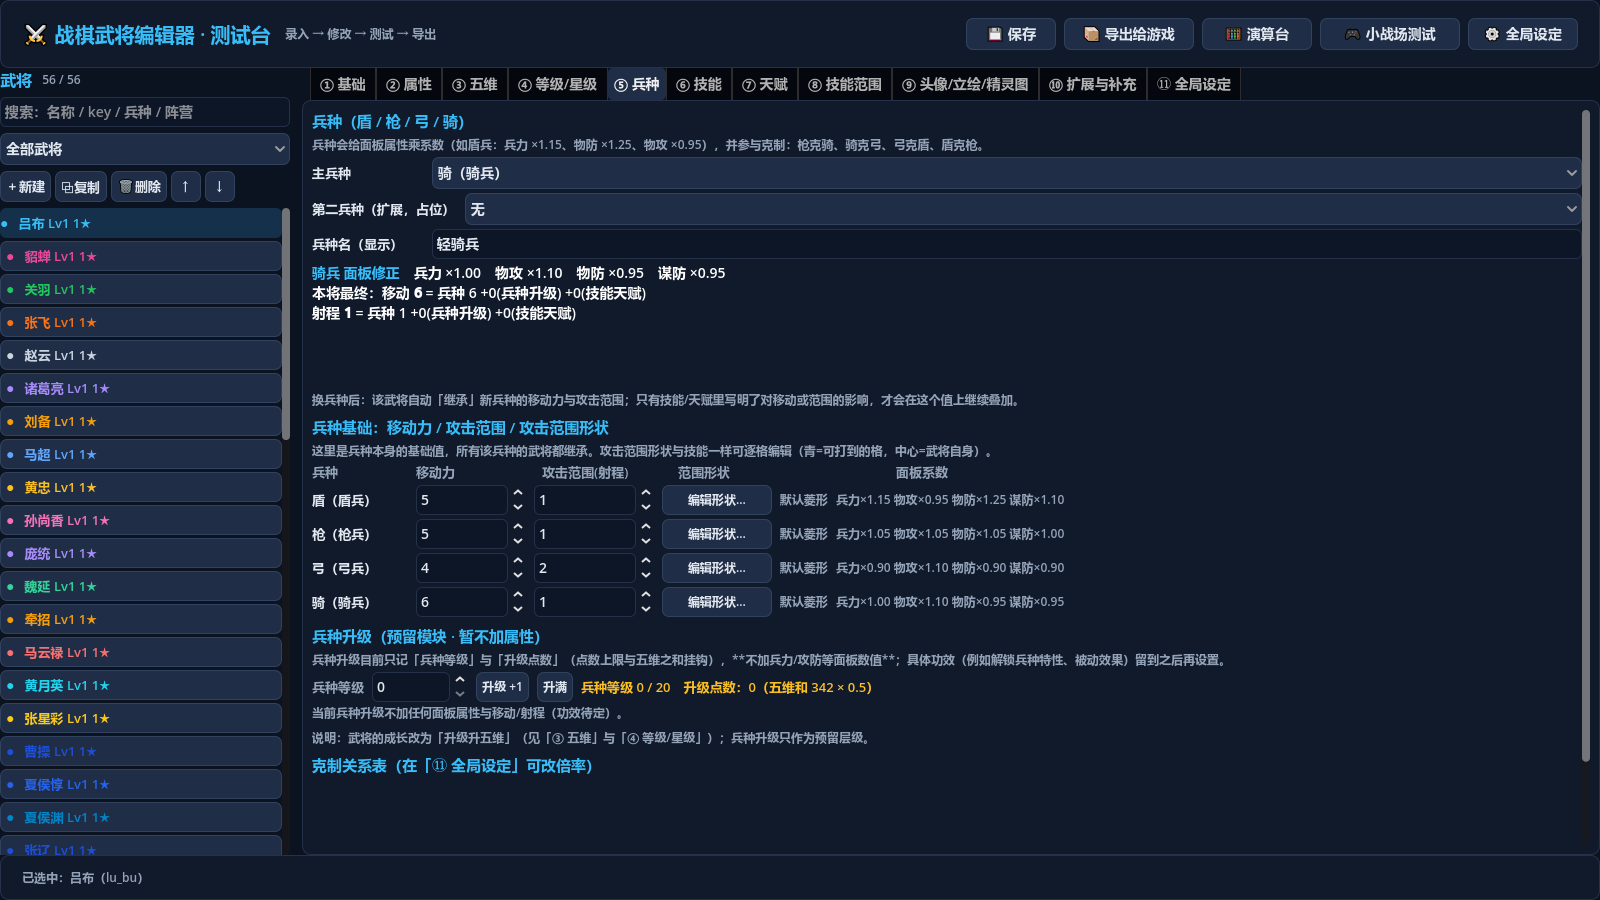 战棋武将编辑器 · 测试台
录入 → 修改 → 测试 → 导出
保存
导出给游戏
演算台
小战场测试
全局设定
武将 56 / 56
搜索：名称 / key / 兵种 / 阵营
全部武将
+ 新建
复制
删除
↑
↓
吕布 Lv1 1★
貂蝉 Lv1 1★
关羽 Lv1 1★
张飞 Lv1 1★
赵云 Lv1 1★
诸葛亮 Lv1 1★
刘备 Lv1 1★
马超 Lv1 1★
黄忠 Lv1 1★
孙尚香 Lv1 1★
庞统 Lv1 1★
魏延 Lv1 1★
牵招 Lv1 1★
马云禄 Lv1 1★
黄月英 Lv1 1★
张星彩 Lv1 1★
曹操 Lv1 1★
夏侯惇 Lv1 1★
夏侯渊 Lv1 1★
张辽 Lv1 1★
① 基础
② 属性
③ 五维
④ 等级/星级
⑤ 兵种
⑥ 技能
⑦ 天赋
⑧ 技能范围
⑨ 头像/立绘/精灵图
⑩ 扩展与补充
⑪ 全局设定
兵种（盾 / 枪 / 弓 / 骑）
兵种会给面板属性乘系数（如盾兵：兵力 ×1.15、物防 ×1.25、物攻 ×0.95），并参与克制：枪克骑、骑克弓、弓克盾、盾克枪。
主兵种 骑（骑兵）
第二兵种（扩展，占位） 无
兵种名（显示） 轻骑兵
骑兵 面板修正 兵力 ×1.00 物攻 ×1.10 物防 ×0.95 谋防 ×0.95
本将最终：移动 6 = 兵种 6 +0(兵种升级) +0(技能天赋)
射程 1 = 兵种 1 +0(兵种升级) +0(技能天赋)
换兵种后：该武将自动「继承」新兵种的移动力与攻击范围；只有技能/天赋里写明了对移动或范围的影响，才会在这个值上继续叠加。
兵种基础：移动力 / 攻击范围 / 攻击范围形状
这里是兵种本身的基础值，所有该兵种的武将都继承。攻击范围形状与技能一样可逐格编辑（青=可打到的格，中心=武将自身）。
兵种 移动力 攻击范围(射程) 范围形状 面板系数
盾（盾兵） 5 1 编辑形状... 默认菱形 兵力×1.15 物攻×0.95 物防×1.25 谋防×1.10
枪（枪兵） 5 1 编辑形状... 默认菱形 兵力×1.05 物攻×1.05 物防×1.05 谋防×1.00
弓（弓兵） 4 2 编辑形状... 默认菱形 兵力×0.90 物攻×1.10 物防×0.90 谋防×0.90
骑（骑兵） 6 1 编辑形状... 默认菱形 兵力×1.00 物攻×1.10 物防×0.95 谋防×0.95
兵种升级（预留模块 · 暂不加属性）
兵种升级目前只记「兵种等级」与「升级点数」（点数上限与五维之和挂钩），**不加兵力/攻防等面板数值**；具体功效（例如解锁兵种特性、被动效果）留到之后再设置。
兵种等级 0 升级 +1 升满 兵种等级 0 / 20 升级点数：0（五维和 342 × 0.5）
当前兵种升级不加任何面板属性与移动/射程（功效待定）。
说明：武将的成长改为「升级升五维」（见「③ 五维」与「④ 等级/星级」）；兵种升级只作为预留层级。
克制关系表（在「⑪ 全局设定」可改倍率）
已选中：吕布（lu_bu）